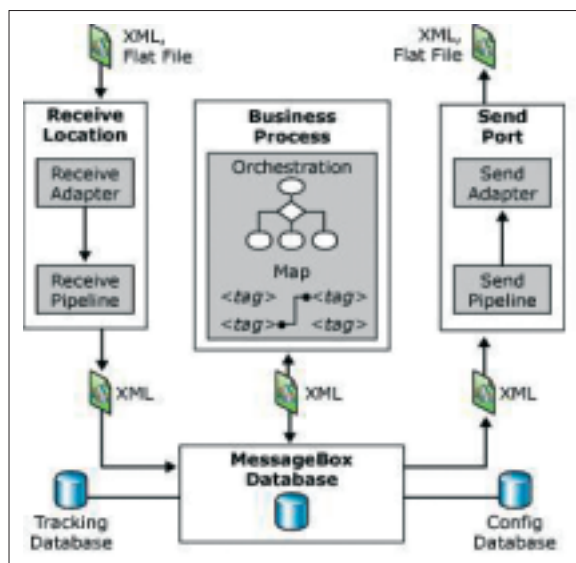 XML,
Flat File
XML,
Flat File
Receive
Location
Receive
Adapter
Receive
Pipeline
Business
Process
Orchestration
Map
<tag> <tag>
<tag> <tag>
Send
Port
Send
Adapter
Send
Pipeline
XML
XML
XML
MessageBox
Database
Tracking
Database
Config
Database